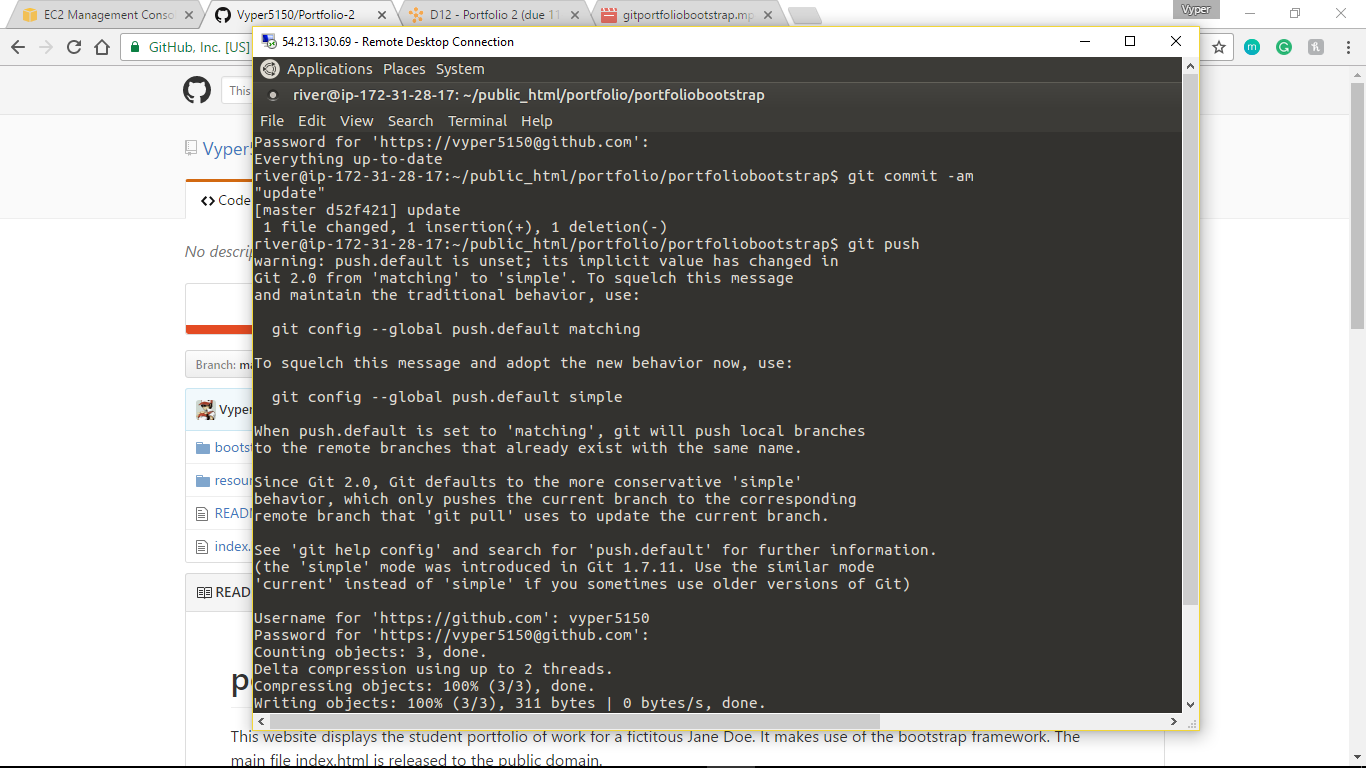 EC2 Management Conso
Vyper5150/Portfolio-2
D12 - Portfolio 2 (due 11
gitportfoliobootstrap.mp
Vyper
GitHub, Inc. [US]
54.213.130.69 - Remote Desktop Connection
Applications Places System
This
river@ip-172-31-28-17: ~/public_html/portfolio/portfoliobootstrap
File Edit View Search Terminal Help
Password for 'https://vyper5150@github.com':
Everything up-to-date
river@ip-172-31-28-17:~/public_html/portfolio/portfoliobootstrap$ git commit -am
"update"
[master d52f421] update
 1 file changed, 1 insertion(+), 1 deletion(-)
river@ip-172-31-28-17:~/public_html/portfolio/portfoliobootstrap$ git push
warning: push.default is unset; its implicit value has changed in
Git 2.0 from 'matching' to 'simple'. To squelch this message
and maintain the traditional behavior, use:
  git config --global push.default matching
To squelch this message and adopt the new behavior now, use:
  git config --global push.default simple
When push.default is set to 'matching', git will push local branches
to the remote branches that already exist with the same name.
Since Git 2.0, Git defaults to the more conservative 'simple'
behavior, which only pushes the current branch to the corresponding
remote branch that 'git pull' uses to update the current branch.
See 'git help config' and search for 'push.default' for further information.
(the 'simple' mode was introduced in Git 1.7.11. Use the similar mode
'current' instead of 'simple' if you sometimes use older versions of Git)
Username for 'https://github.com': vyper5150
Password for 'https://vyper5150@github.com':
Counting objects: 3, done.
Delta compression using up to 2 threads.
Compressing objects: 100% (3/3), done.
Writing objects: 100% (3/3), 311 bytes | 0 bytes/s, done.
Vyper
<> Code
No descri
Branch: ma
Vyper
boots
resou
READ
index.
READ
p
This website displays the student portfolio of work for a fictitous Jane Doe. It makes use of the bootstrap framework. The
main file index.html is released to the public domain.